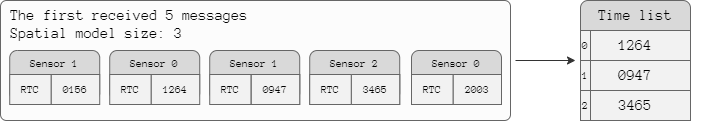 The first received 5 messages
Spatial model size: 3
Sensor 1
RTC 0156
Sensor 0
RTC 1264
Sensor 1
RTC 0947
Sensor 2
RTC 3465
Sensor 0
RTC 2003
Time list
0 1264
1 0947
2 3465